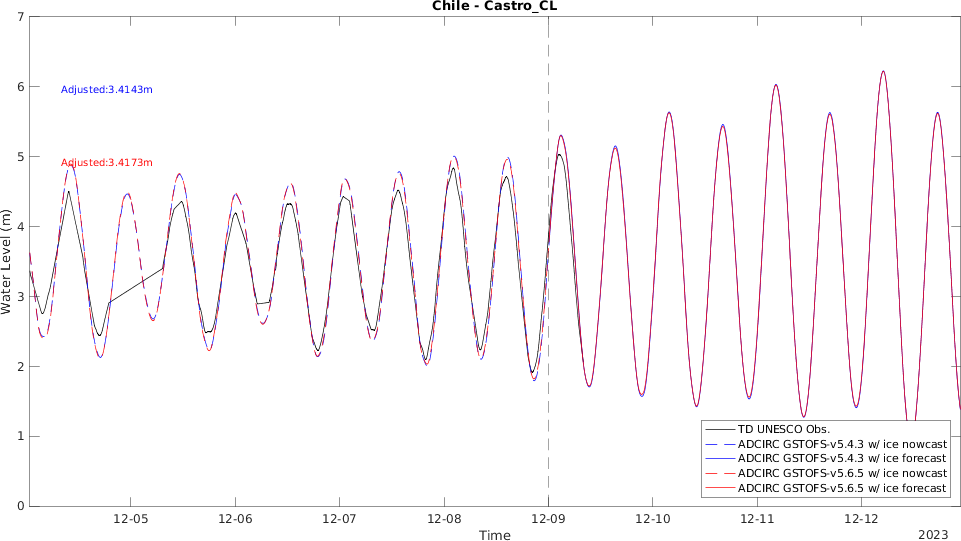 Chile - Castro_CL
7
6
5
4
3
2
1
0
Water Level (m)
Adjusted:3.4143m
Adjusted:3.4173m
TD UNESCO Obs.
ADCIRC GSTOFS-v5.4.3 w/ ice nowcast
ADCIRC GSTOFS-v5.4.3 w/ ice forecast
ADCIRC GSTOFS-v5.6.5 w/ ice nowcast
ADCIRC GSTOFS-v5.6.5 w/ ice forecast
12-05 12-06 12-07 12-08 12-09 12-10 12-11 12-12
Time
2023